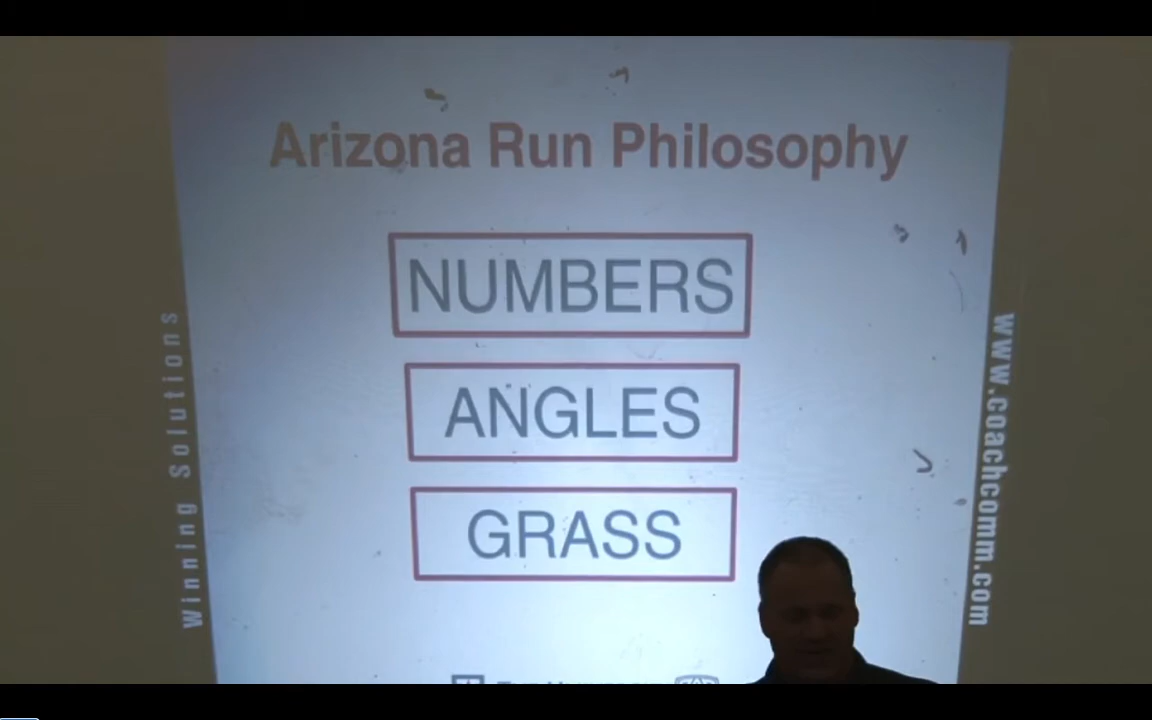 Arizona Run Philosophy
NUMBERS
ANGLES
GRASS
Winning Solutions
www.coachcomm.com